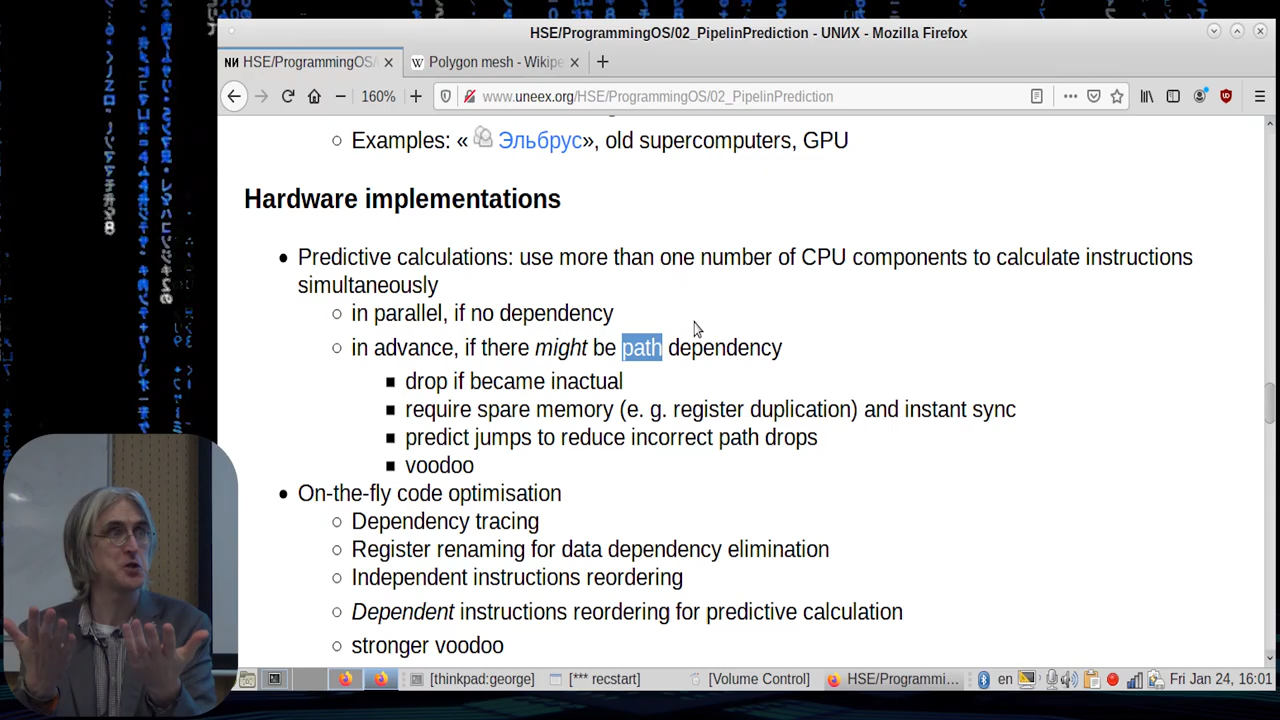 HSE/ProgrammingOS/02_PipelinPrediction - UNИX - Mozilla Firefox
NИ HSE/ProgrammingOS/
W Polygon mesh - Wikipe
160%
www.uneex.org/HSE/ProgrammingOS/02_PipelinPrediction
Examples: « Эльбрус», old supercomputers, GPU
Hardware implementations
Predictive calculations: use more than one number of CPU components to calculate instructions
simultaneously
in parallel, if no dependency
in advance, if there might be path dependency
drop if became inactual
require spare memory (e. g. register duplication) and instant sync
predict jumps to reduce incorrect path drops
voodoo
On-the-fly code optimisation
Dependency tracing
Register renaming for data dependency elimination
Independent instructions reordering
Dependent instructions reordering for predictive calculation
stronger voodoo
[thinkpad:george]
[*** recstart]
[Volume Control]
HSE/Programmi...
en
Fri Jan 24, 16:01